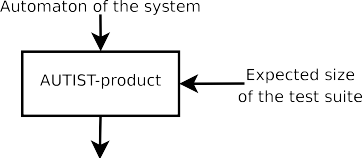 Automaton of the system
AUTIST-product
Expected size
of the test suite